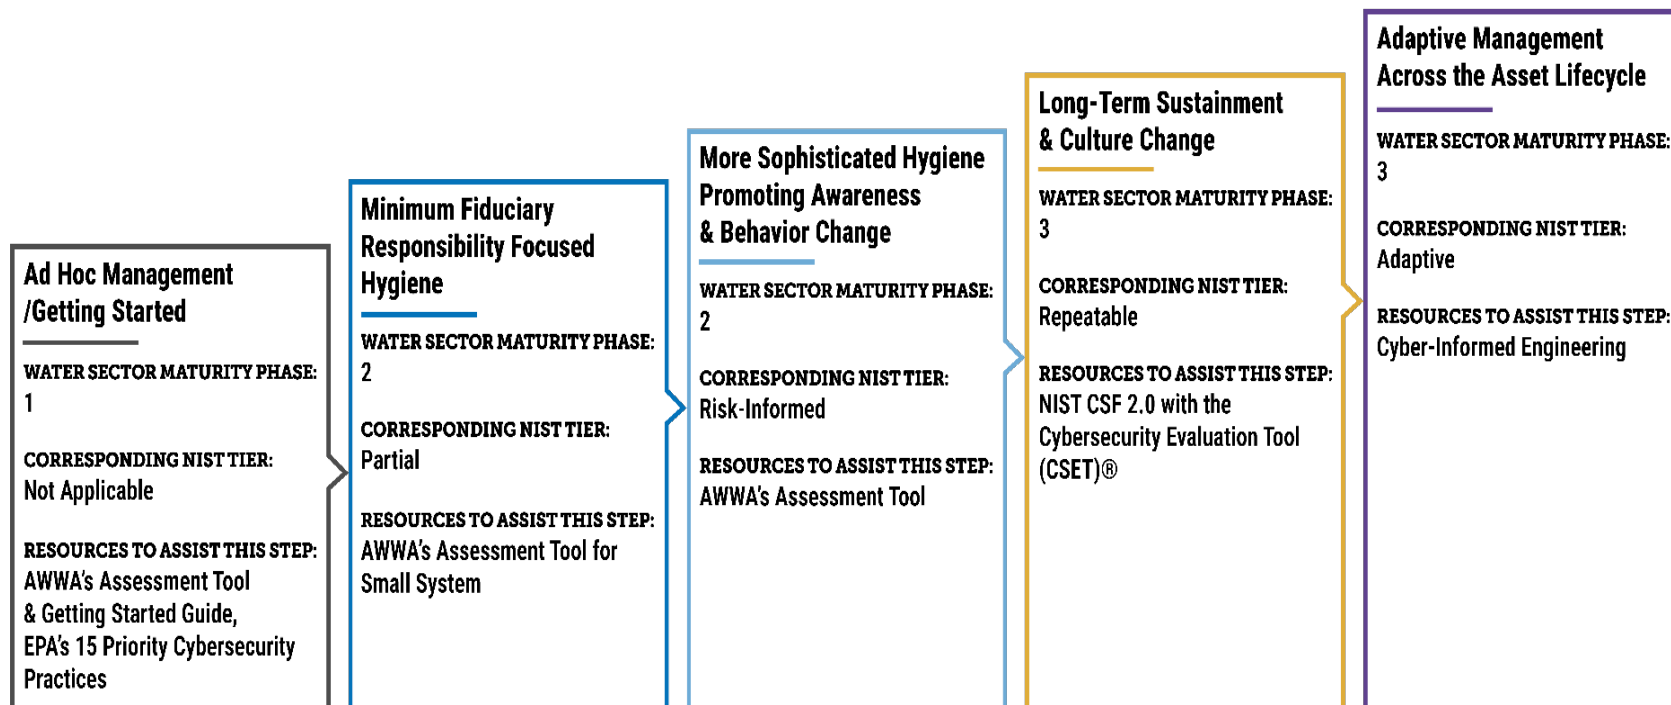 Ad Hoc Management
/Getting Started
WATER SECTOR MATURITY PHASE:
1
CORRESPONDING NIST TIER:
Not Applicable
RESOURCES TO ASSIST THIS STEP:
AWWA's Assessment Tool
& Getting Started Guide,
EPA's 15 Priority Cybersecurity
Practices
Minimum Fiduciary
Responsibility Focused
Hygiene
WATER SECTOR MATURITY PHASE:
2
CORRESPONDING NIST TIER:
Partial
RESOURCES TO ASSIST THIS STEP:
AWWA's Assessment Tool for
Small System
More Sophisticated Hygiene
Promoting Awareness
& Behavior Change
WATER SECTOR MATURITY PHASE:
2
CORRESPONDING NIST TIER:
Risk-Informed
RESOURCES TO ASSIST THIS STEP:
AWWA's Assessment Tool
Long-Term Sustainment
& Culture Change
WATER SECTOR MATURITY PHASE:
3
CORRESPONDING NIST TIER:
Repeatable
RESOURCES TO ASSIST THIS STEP:
NIST CSF 2.0 with the
Cybersecurity Evaluation Tool
(CSET)®
Adaptive Management
Across the Asset Lifecycle
WATER SECTOR MATURITY PHASE:
3
CORRESPONDING NIST TIER:
Adaptive
RESOURCES TO ASSIST THIS STEP:
Cyber-Informed Engineering